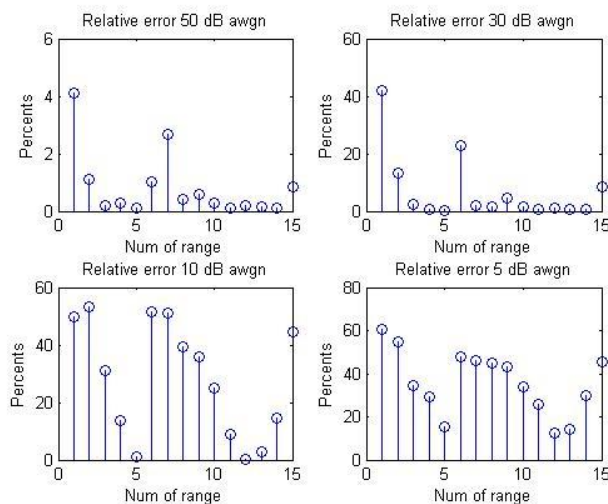 Relative error 50 dB awgn
6
4
2
0
Percents
0 5 10 15
Num of range
Relative error 30 dB awgn
60
40
20
0
Percents
0 5 10 15
Num of range
Relative error 10 dB awgn
60
40
20
0
Percents
0 5 10 15
Num of range
Relative error 5 dB awgn
80
60
40
20
0
Percents
0 5 10 15
Num of range